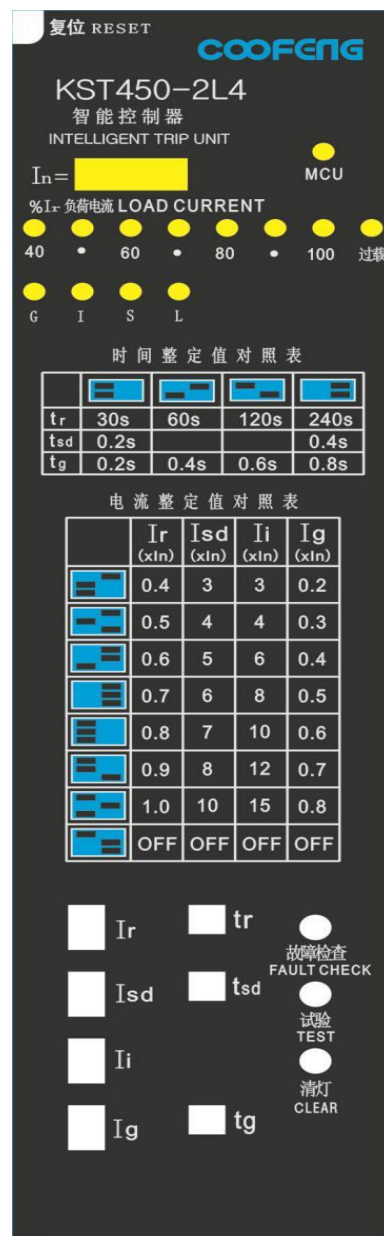 复位 RESET
COOFENG
KST450-2L4
智能控制器
INTELLIGENT TRIP UNIT
MCU
In=
%Ir 负荷电流 LOAD CURRENT
40 • 60 • 80 • 100 过载
G I S L
时间整定值对照表
tr 30s 60s 120s 240s
tsd 0.2s 0.4s
tg 0.2s 0.4s 0.6s 0.8s
电流整定值对照表
Ir Isd Ii Ig
(xIn) (xIn) (xIn) (xIn)
0.4 3 3 0.2
0.5 4 4 0.3
0.6 5 6 0.4
0.7 6 8 0.5
0.8 7 10 0.6
0.9 8 12 0.7
1.0 10 15 0.8
OFF OFF OFF OFF
Ir tr
故障检查
FAULT CHECK
Isd tsd
试验
TEST
Ii
清灯
CLEAR
Ig tg